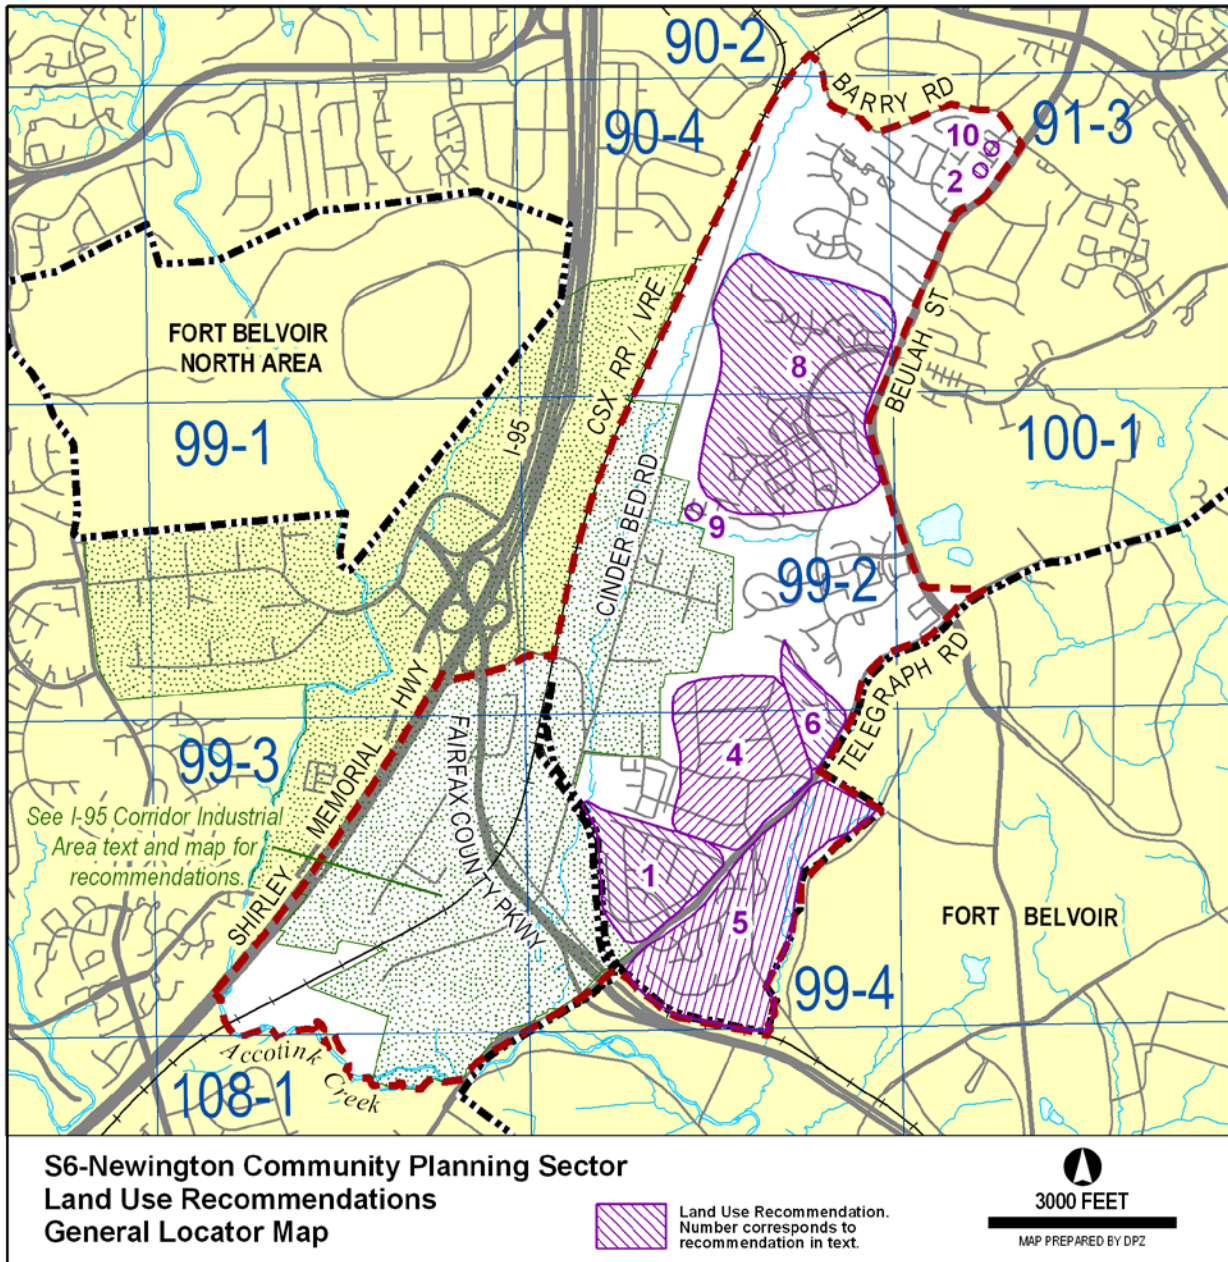 90-2
BARRY RD
91-3
90-4
10
2
FORT BELVOIR
NORTH AREA
CSX RR / VRE
BEULAH ST
8
I-95
99-1
100-1
CINDER BED RD
9
99-2
TELEGRAPH RD
6
HWY
FAIRFAX COUNTY PKWY
4
99-3
MEMORIAL
See I-95 Corridor Industrial
Area text and map for
recommendations.
SHIRLEY
1
5
FORT BELVOIR
99-4
Accotink Creek
108-1
S6-Newington Community Planning Sector
Land Use Recommendations
General Locator Map
Land Use Recommendation.
Number corresponds to
recommendation in text.
3000 FEET
MAP PREPARED BY DPZ